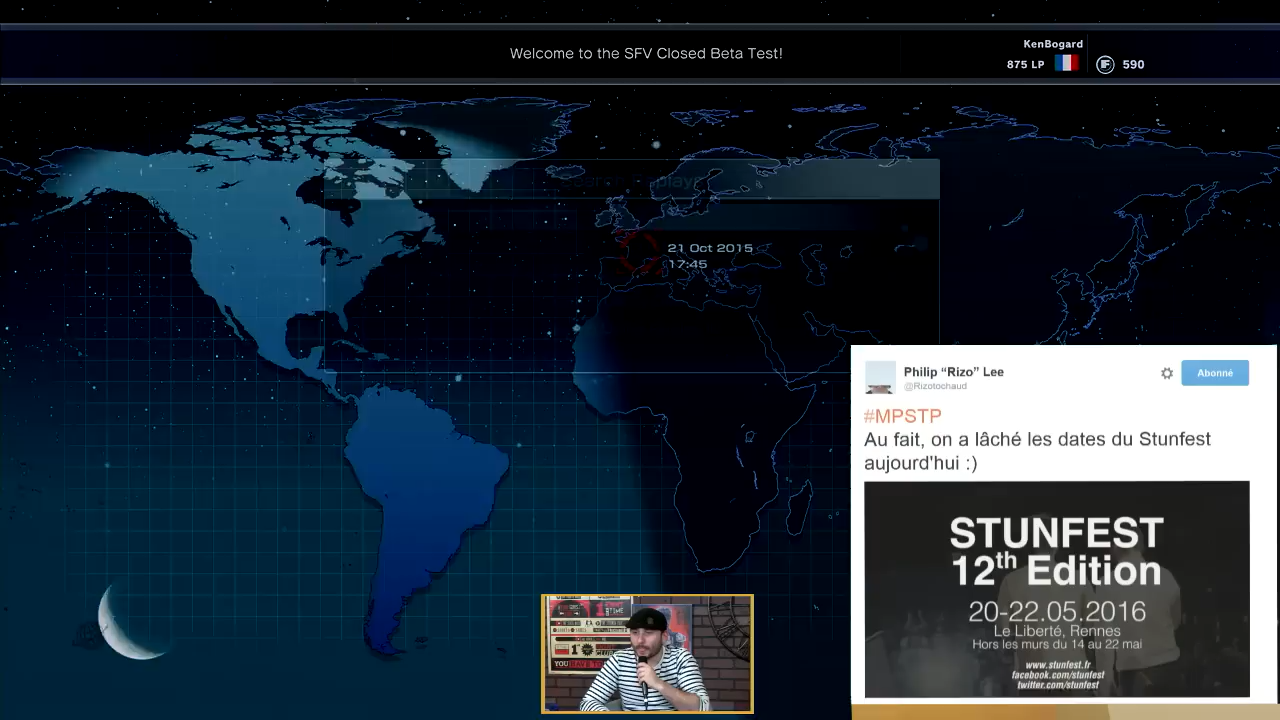 Welcome to the SFV Closed Beta Test!
KenBogard
875 LP
590
21 Oct 2015
17:45
Philip “Rizo” Lee
@Rizotochaud
Abonné
#MPSTP
Au fait, on a lâché les dates du Stunfest
aujourd'hui :)
STUNFEST
12th Edition
20-22.05.2016
Le Liberté, Rennes
Hors les murs du 14 au 22 mai
www.stunfest.fr
facebook.com/stunfest
twitter.com/stunfest